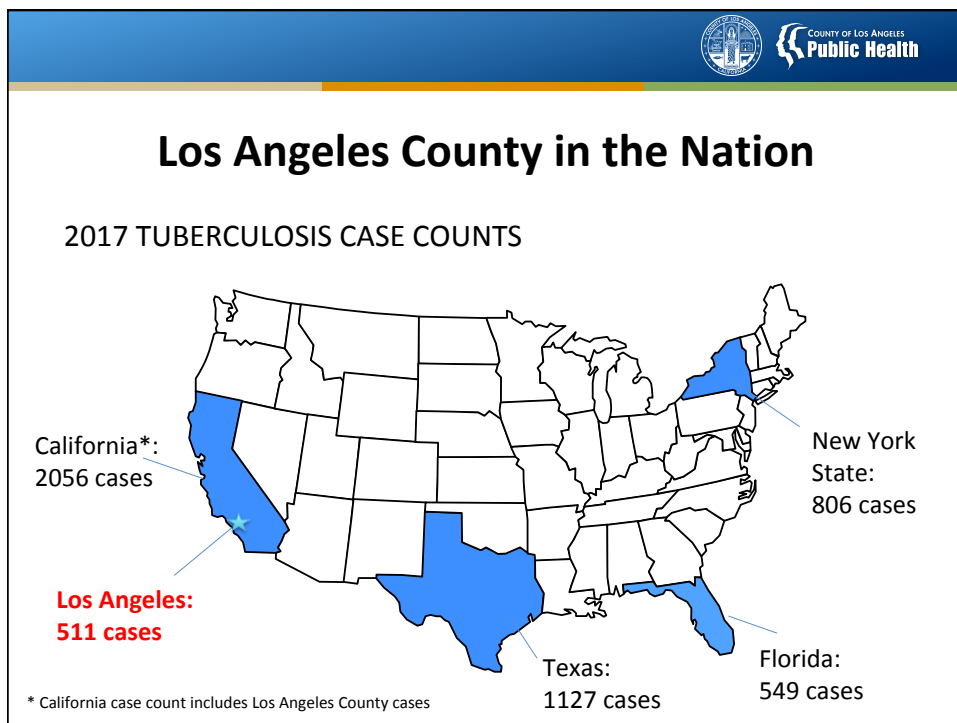 COUNTY OF LOS ANGELES
Public Health
Los Angeles County in the Nation
2017 TUBERCULOSIS CASE COUNTS
California*:
2056 cases
New York
State:
806 cases
Los Angeles:
511 cases
Texas:
1127 cases
Florida:
549 cases
* California case count includes Los Angeles County cases